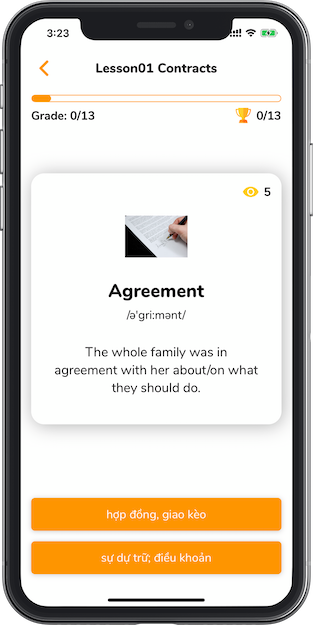 3:23
Lesson01 Contracts
Grade: 0/13
0/13
5
Agreement
/ə'gri:mənt/
The whole family was in
agreement with her about/on what
they should do.
hợp đồng, giao kèo
sự dự trữ; điều khoản